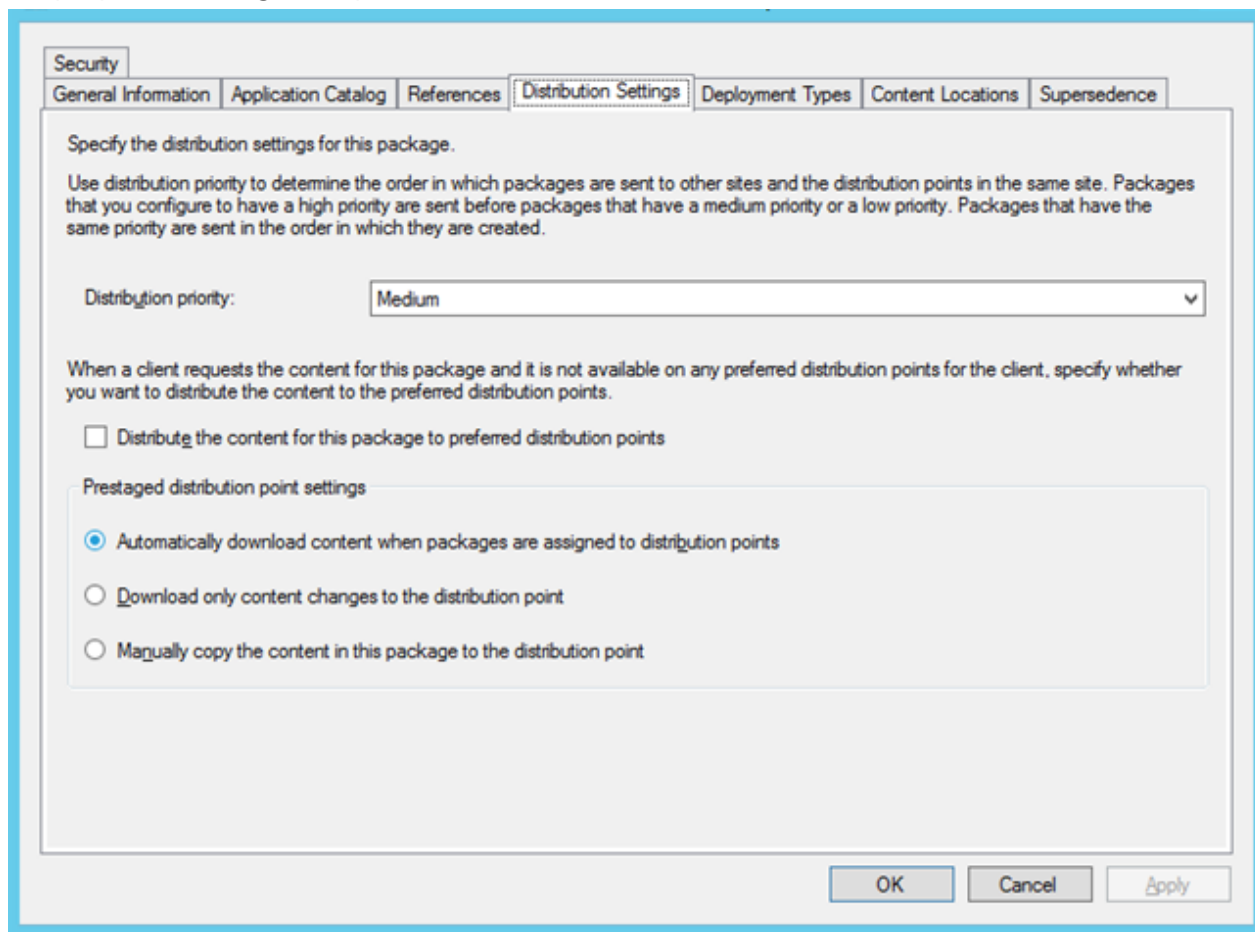 Security
General Information Application Catalog References Distribution Settings Deployment Types Content Locations Supersedence
Specify the distribution settings for this package.
Use distribution priority to determine the order in which packages are sent to other sites and the distribution points in the same site. Packages
that you configure to have a high priority are sent before packages that have a medium priority or a low priority. Packages that have the
same priority are sent in the order in which they are created.
Distribution priority: Medium
When a client requests the content for this package and it is not available on any preferred distribution points for the client, specify whether
you want to distribute the content to the preferred distribution points.
Distribute the content for this package to preferred distribution points
Prestaged distribution point settings
Automatically download content when packages are assigned to distribution points
Download only content changes to the distribution point
Manually copy the content in this package to the distribution point
OK Cancel Apply